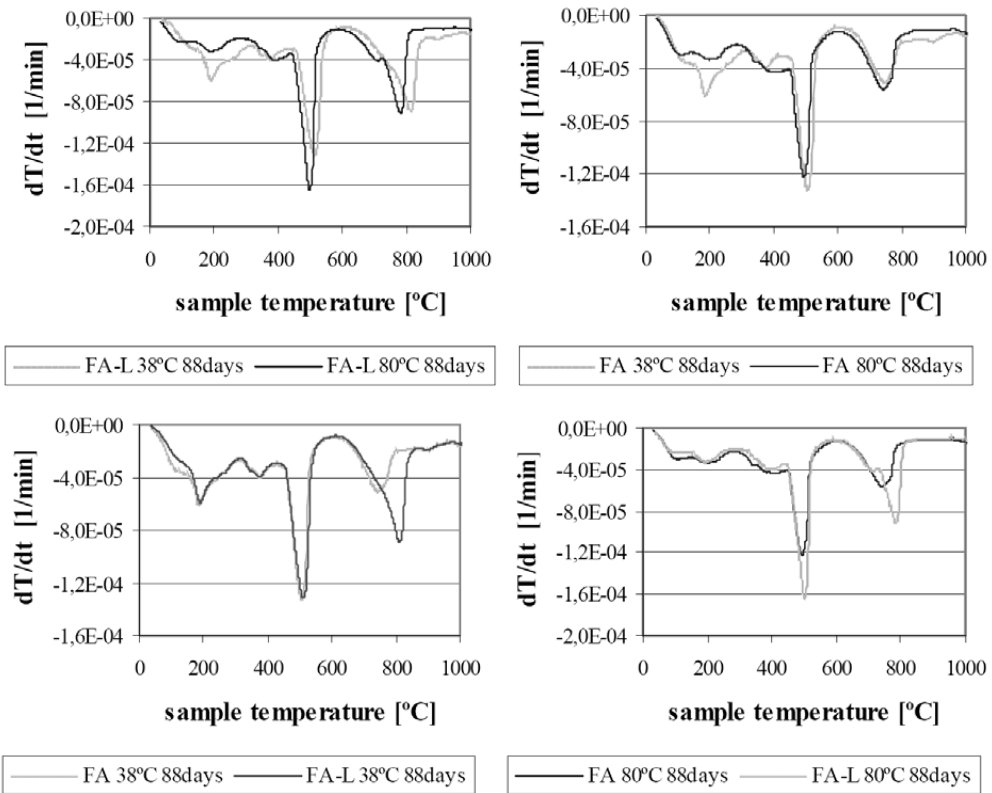 0,0E+00
-4,0E-05
-8,0E-05
-1,2E-04
-1,6E-04
-2,0E-04
dT/dt [1/min]
0 200 400 600 800 1000
sample temperature [ºC]
FA-L 38ºC 88days FA-L 80ºC 88days
0,0E+00
-4,0E-05
-8,0E-05
-1,2E-04
-1,6E-04
dT/dt [1/min]
0 200 400 600 800 1000
sample temperature [ºC]
FA 38ºC 88days FA 80ºC 88days
0,0E+00
-4,0E-05
-8,0E-05
-1,2E-04
-1,6E-04
dT/dt [1/min]
0 200 400 600 800 1000
sample temperature [ºC]
FA 38ºC 88days FA-L 38ºC 88days
0,0E+00
-4,0E-05
-8,0E-05
-1,2E-04
-1,6E-04
-2,0E-04
dT/dt [1/min]
0 200 400 600 800 1000
sample temperature [ºC]
FA 80ºC 88days FA-L 80ºC 88days